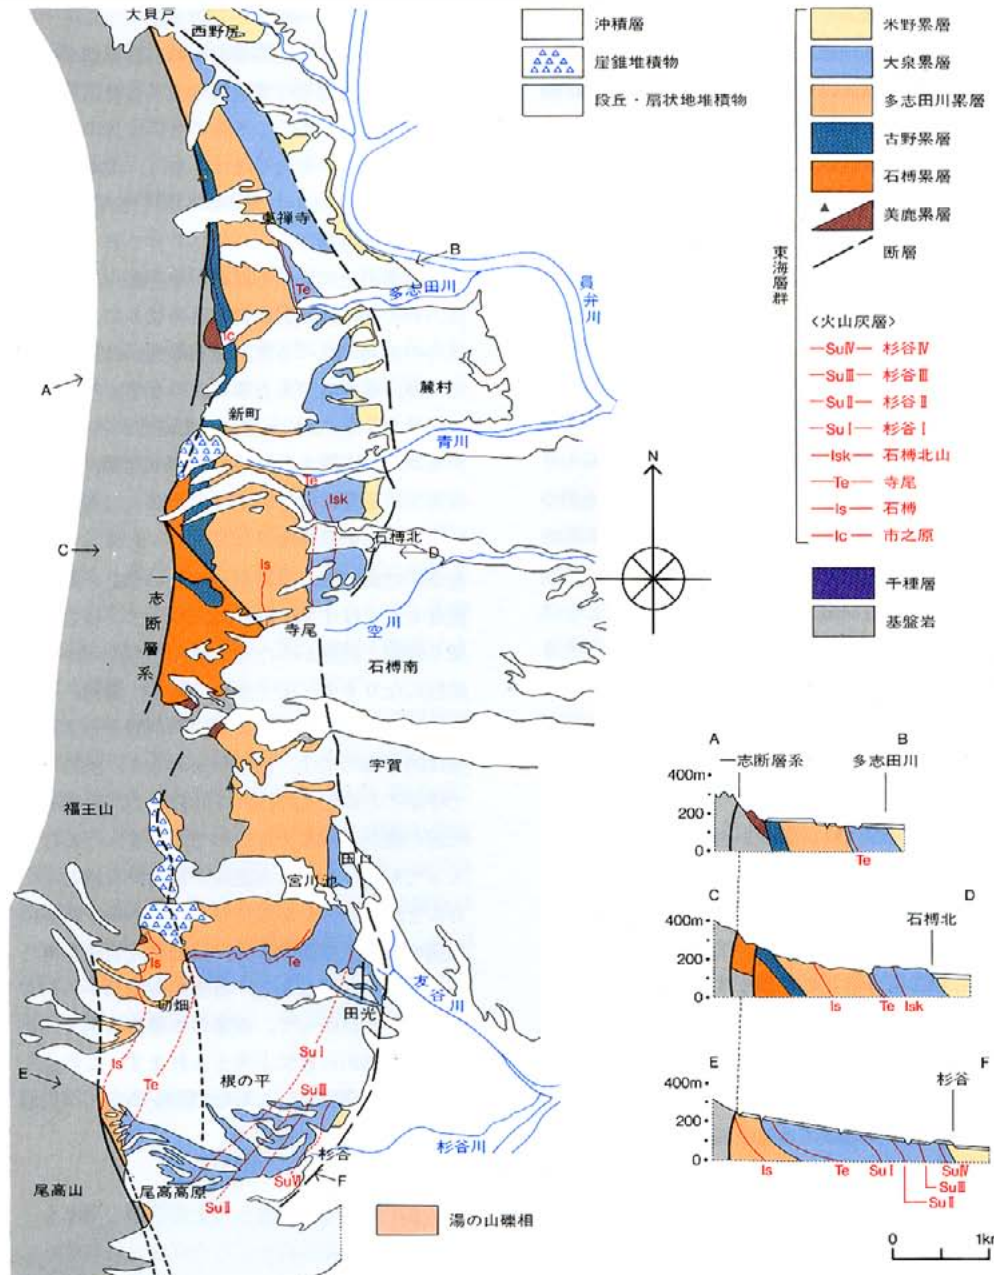 大貝戸
西野尻
東禅寺
B
Te
多志田川
員弁川
Ic
A
麓村
新町
青川
Te
Isk
石榑北
C
D
Is
一志断層系
寺尾
空川
石榑南
宇賀
福王山
田口
宮川池
Is
Te
切畑
田光
友谷川
Is
Te
Su I
E
根の平
Su III
杉谷
杉谷川
F
尾高山
尾高高原
Su IV
Su II
湯の山礫相
N
沖積層
崖錐堆積物
段丘・扇状地堆積物
東海層群
米野累層
大泉累層
多志田川累層
古野累層
石榑累層
美鹿累層
断層
<火山灰層>
Su IV 杉谷 IV
Su III 杉谷 III
Su II 杉谷 II
Su I 杉谷 I
Isk 石榑北山
Te 寺尾
Is 石榑
Ic 市之原
千種層
基盤岩
A B
一志断層系 多志田川
400m
200
0
Te
C D
石榑北
400m
200
0
Is Te Isk
E F
杉谷
400m
200
0
Is Te Su I Su IV
Su III
Su II
0 1km